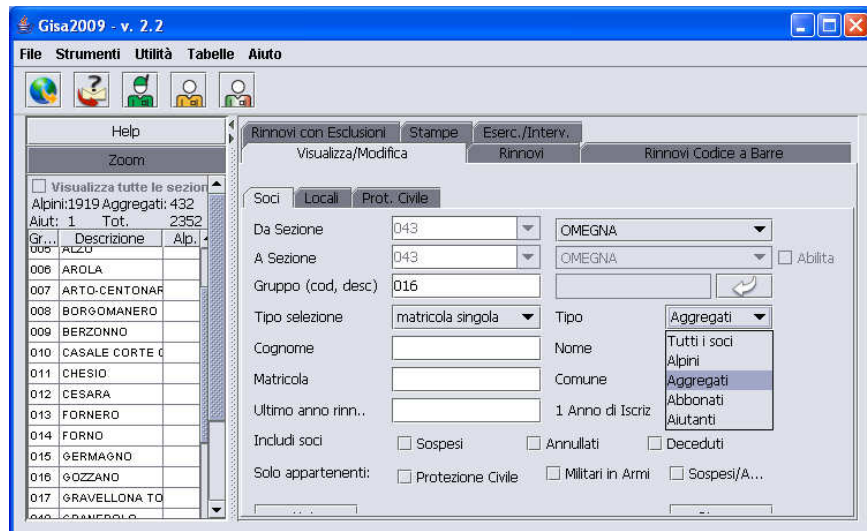 Gisa2009 - v. 2.2
File Strumenti Utilità Tabelle Aiuto
Help
Zoom
Visualizza tutte le sezion
Alpini:1919 Aggregati: 432
Aiut: 1 Tot. 2352
Gr... Descrizione Alp.
005 ALZO
006 AROLA
007 ARTO-CENTONAR
008 BORGOMANERO
009 BERZONNO
010 CASALE CORTE C
011 CHESIO
012 CESARA
013 FORNERO
014 FORNO
015 GERMAGNO
016 GOZZANO
017 GRAVELLONA TO
Rinnovi con Esclusioni Stampe Eserc./Interv.
Visualizza/Modifica Rinnovi Rinnovi Codice a Barre
Soci Locali Prot. Civile
Da Sezione 043 OMEGNA
A Sezione 043 OMEGNA Abilita
Gruppo (cod, desc) 016
Tipo selezione matricola singola Tipo Aggregati
Tutti i soci
Alpini
Aggregati
Abbonati
Aiutanti
Cognome Nome
Matricola Comune
Ultimo anno rinn.. 1 Anno di Iscriz
Includi soci Sospesi Annullati Deceduti
Solo appartenenti: Protezione Civile Militari in Armi Sospesi/A...